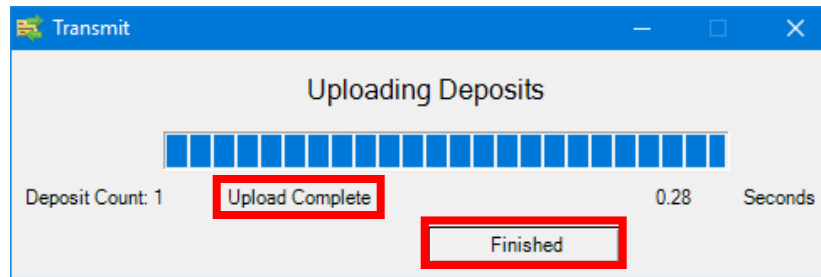 Transmit
Uploading Deposits
Deposit Count: 1 Upload Complete 0.28 Seconds
Finished